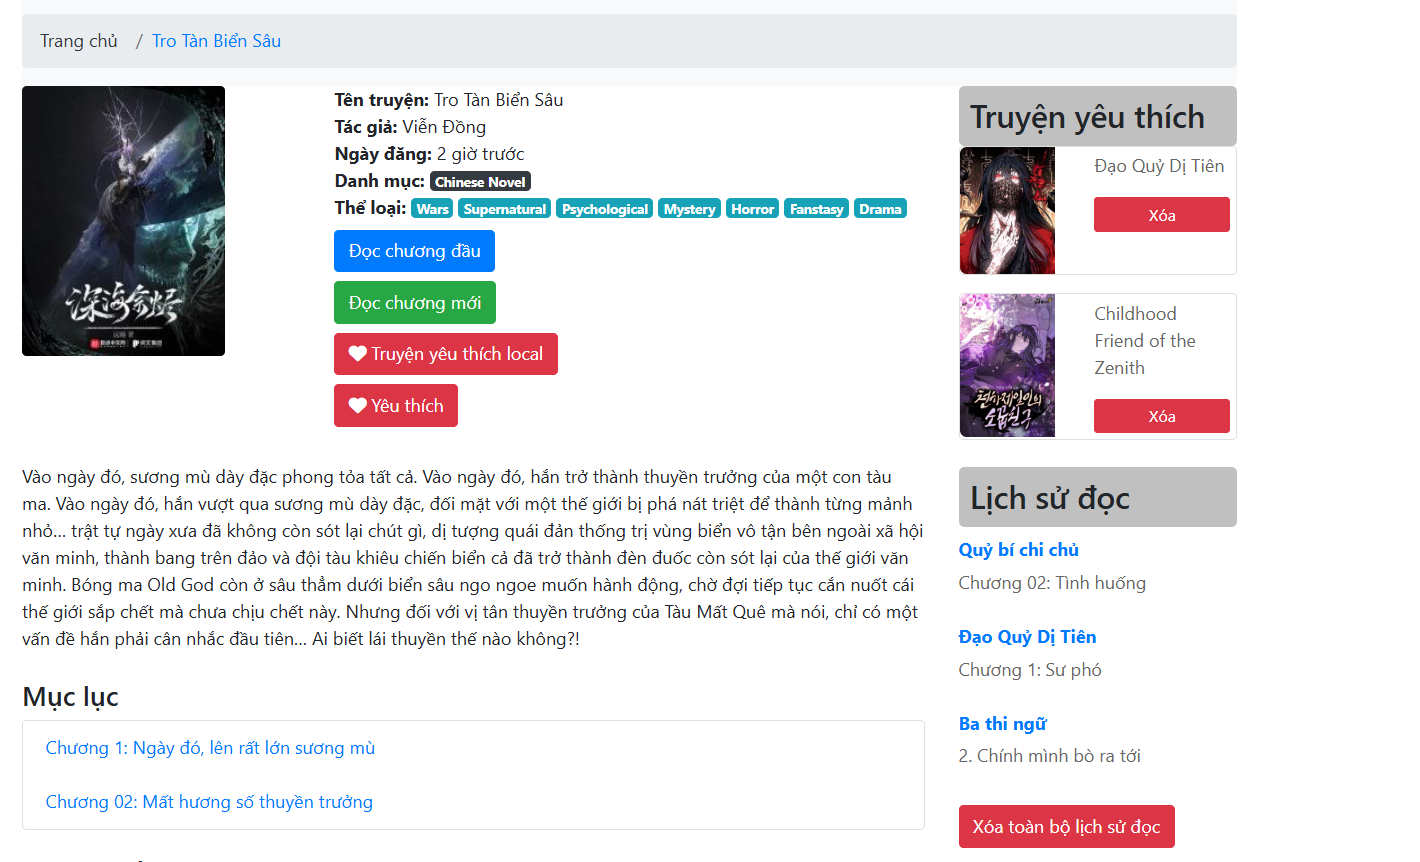 Trang chủ / Tro Tàn Biển Sâu
深海余烬
Tên truyện: Tro Tàn Biển Sâu
Tác giả: Viễn Đồng
Ngày đăng: 2 giờ trước
Danh mục: Chinese Novel
Thể loại: Wars Supernatural Psychological Mystery Horror Fanstasy Drama
Đọc chương đầu
Đọc chương mới
Truyện yêu thích local
Yêu thích
Vào ngày đó, sương mù dày đặc phong tỏa tất cả. Vào ngày đó, hắn trở thành thuyền trưởng của một con tàu
ma. Vào ngày đó, hắn vượt qua sương mù dày đặc, đối mặt với một thế giới bị phá nát triệt để thành từng mảnh
nhỏ... trật tự ngày xưa đã không còn sót lại chút gì, dị tượng quái đản thống trị vùng biển vô tận bên ngoài xã hội
văn minh, thành bang trên đảo và đội tàu khiêu chiến biển cả đã trở thành đèn đuốc còn sót lại của thế giới văn
minh. Bóng ma Old God còn ở sâu thẳm dưới biển sâu ngo ngoe muốn hành động, chờ đợi tiếp tục cắn nuốt cái
thế giới sắp chết mà chưa chịu chết này. Nhưng đối với vị tân thuyền trưởng của Tàu Mất Quê mà nói, chỉ có một
vấn đề hắn phải cân nhắc đầu tiên... Ai biết lái thuyền thế nào không?!
Mục lục
Chương 1: Ngày đó, lên rất lớn sương mù
Chương 02: Mất hương số thuyền trưởng
Truyện yêu thích
Đạo Quỷ Dị Tiên
Xóa
천하제일인의
소꿉친구
Childhood
Friend of the
Zenith
Xóa
Lịch sử đọc
Quỷ bí chi chủ
Chương 02: Tình huống
Đạo Quỷ Dị Tiên
Chương 1: Sư phó
Ba thi ngữ
2. Chính mình bò ra tới
Xóa toàn bộ lịch sử đọc